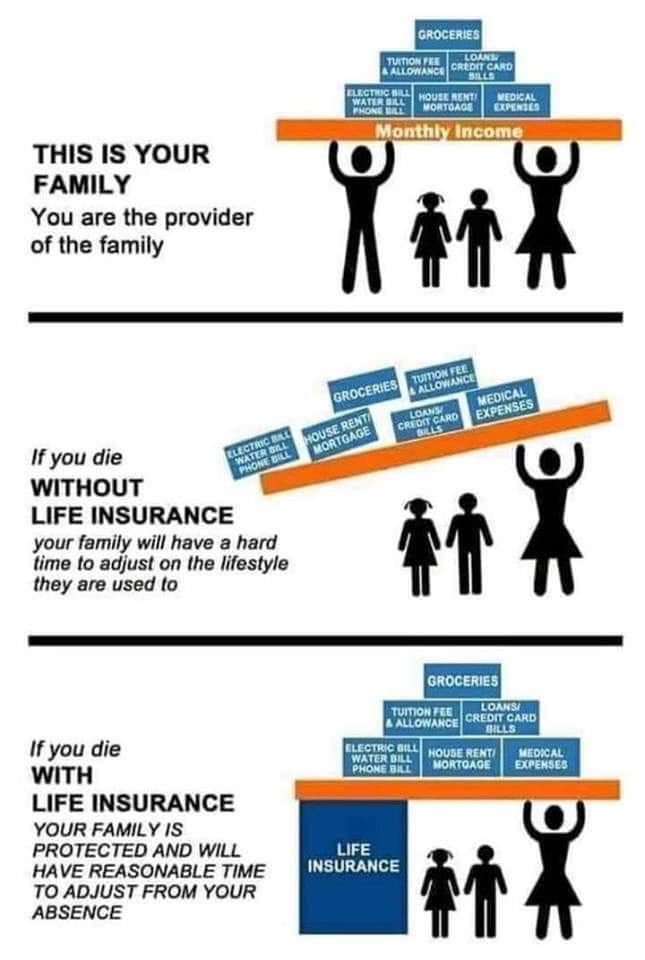 GROCERIES
TUITION FEE
& ALLOWANCE
LOANS/
CREDIT CARD
BILLS
ELECTRIC BILL
WATER BILL
PHONE BILL
HOUSE RENT/
MORTGAGE
MEDICAL
EXPENSES
Monthly Income
THIS IS YOUR
FAMILY
You are the provider
of the family
GROCERIES
TUITION FEE
& ALLOWANCE
ELECTRIC BILL
WATER BILL
PHONE BILL
HOUSE RENT/
MORTGAGE
LOANS/
CREDIT CARD
BILLS
MEDICAL
EXPENSES
If you die
WITHOUT
LIFE INSURANCE
your family will have a hard
time to adjust on the lifestyle
they are used to
GROCERIES
TUITION FEE
& ALLOWANCE
LOANS/
CREDIT CARD
BILLS
ELECTRIC BILL
WATER BILL
PHONE BILL
HOUSE RENT/
MORTGAGE
MEDICAL
EXPENSES
If you die
WITH
LIFE INSURANCE
YOUR FAMILY IS
PROTECTED AND WILL
HAVE REASONABLE TIME
TO ADJUST FROM YOUR
ABSENCE
LIFE
INSURANCE